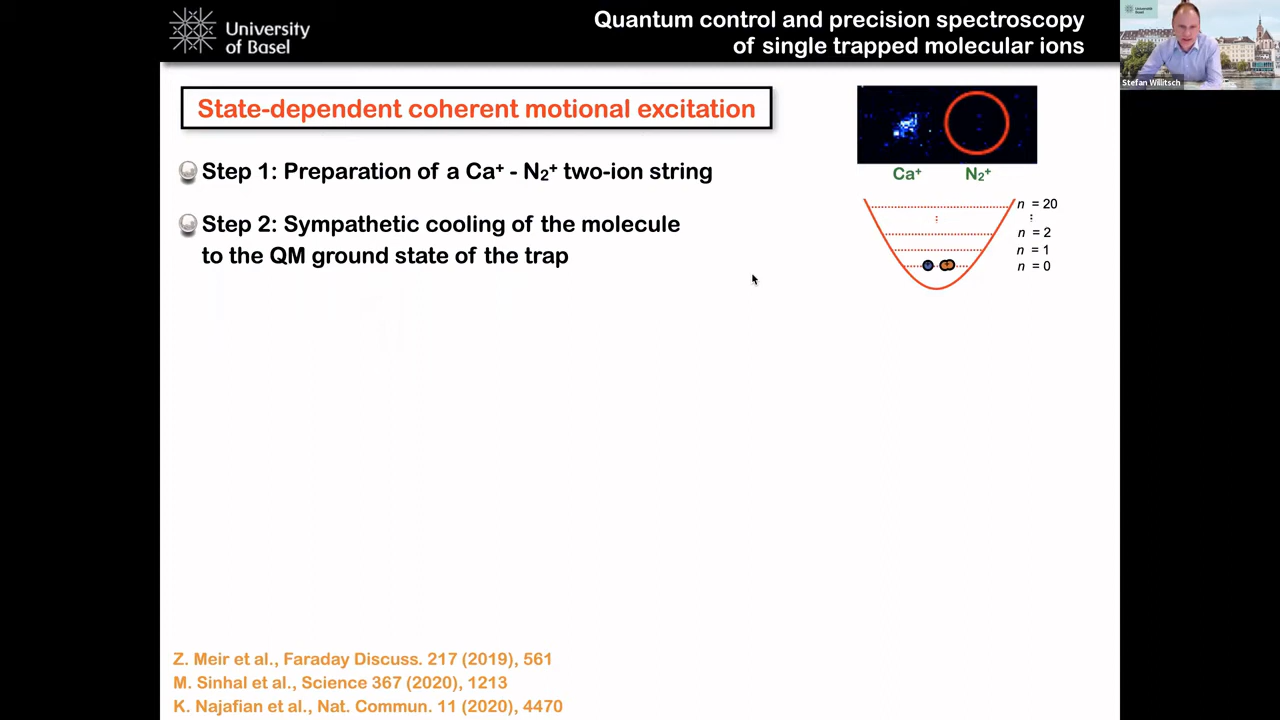 University
of Basel
Quantum control and precision spectroscopy
of single trapped molecular ions
Stefan Willitsch
State-dependent coherent motional excitation
Step 1: Preparation of a Ca⁺ - N₂⁺ two-ion string
Step 2: Sympathetic cooling of the molecule
to the QM ground state of the trap
Ca⁺ N₂⁺
n = 20
⋮ ⋮
n = 2
n = 1
n = 0
Z. Meir et al., Faraday Discuss. 217 (2019), 561
M. Sinhal et al., Science 367 (2020), 1213
K. Najafian et al., Nat. Commun. 11 (2020), 4470